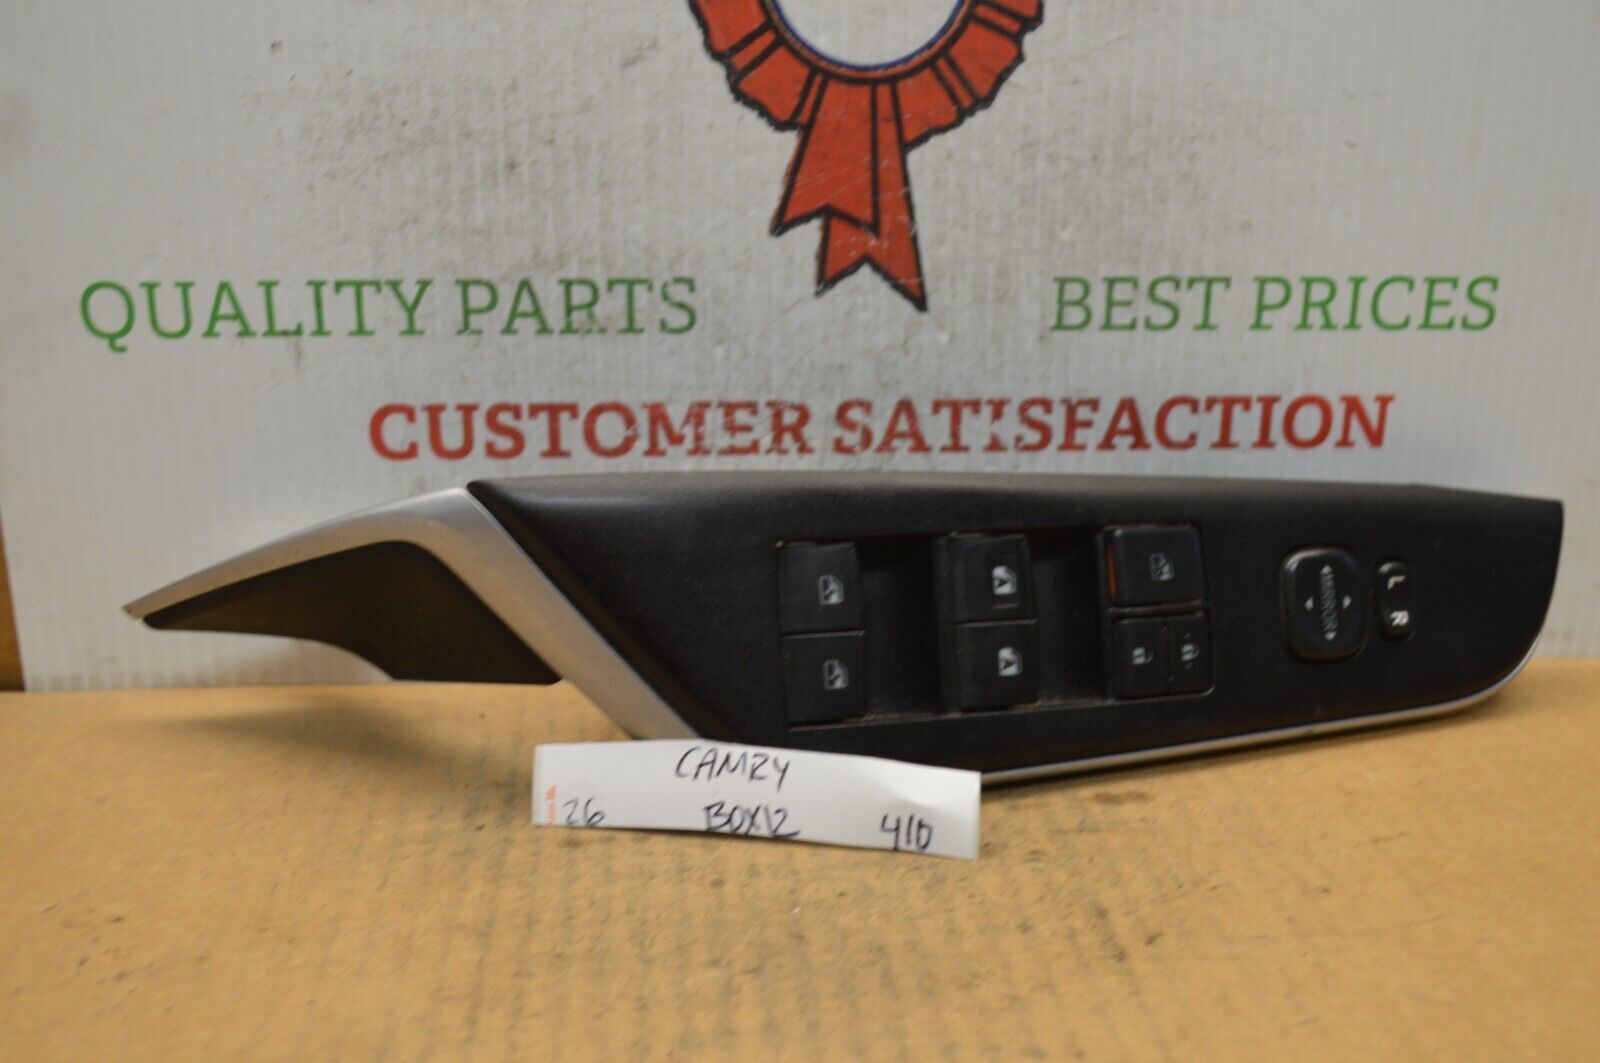 QUALITY PARTS BEST PRICES
CUSTOMER SATISFACTION
A
A
MIRROR
L R
CAMRY
26 BOX12 410